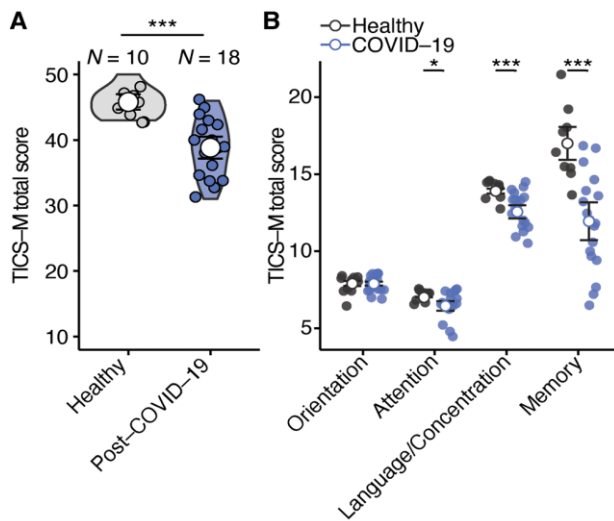 A
***
N = 10
N = 18
TICS–M total score
50
40
30
20
10
Healthy
Post–COVID–19
B
Healthy
COVID–19
*
***
***
TICS–M total score
20
15
10
5
Orientation
Attention
Language/Concentration
Memory